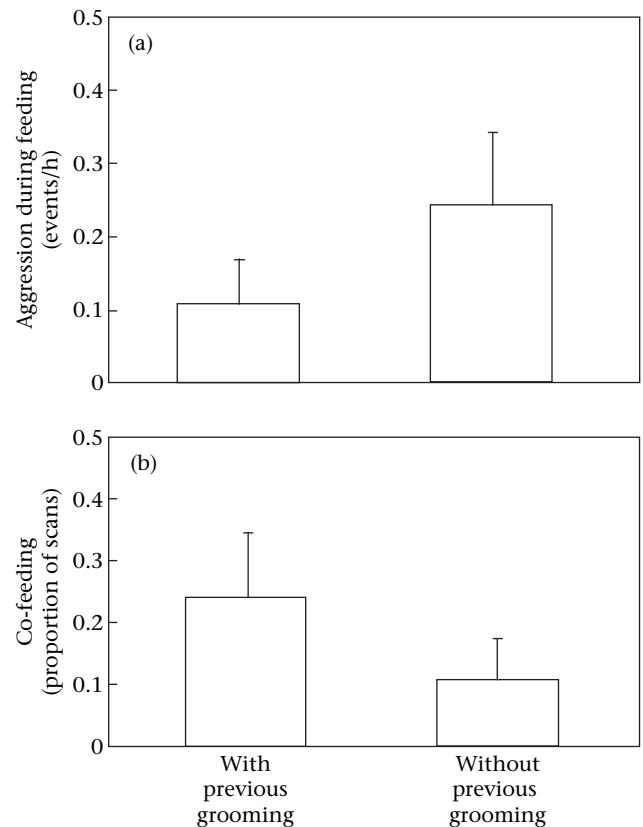 Aggression during feeding
(events/h)
(a)
0.5
0.4
0.3
0.2
0.1
0
Co-feeding
(proportion of scans)
(b)
0.5
0.4
0.3
0.2
0.1
0
With
previous
grooming
Without
previous
grooming